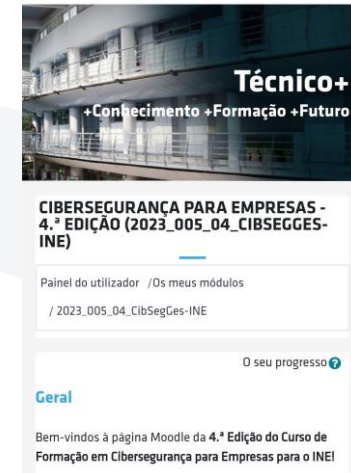 Técnico+
+Conhecimento +Formação +Futuro
CIBERSEGURANÇA PARA EMPRESAS -
4.ª EDIÇÃO (2023_005_04_CIBSEGGES-
INE)
Painel do utilizador /Os meus módulos
/ 2023_005_04_CibSegGes-INE
O seu progresso?
Geral
Bem-vindos à página Moodle da 4.ª Edição do Curso de
Formação em Cibersegurança para Empresas para o INE!